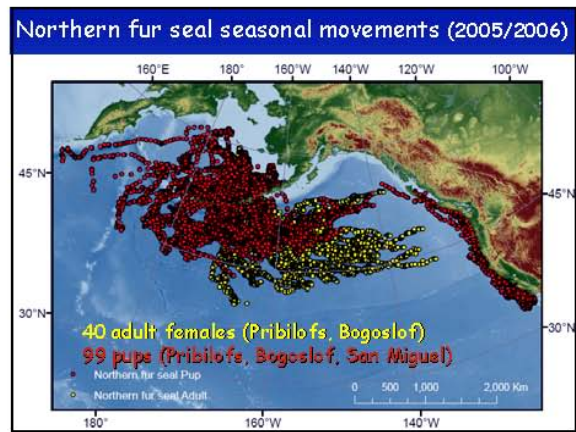 Northern fur seal seasonal movements (2005/2006)
160°E 180° 160°W 140°W 120°W 100°W
45°N 45°N
30°N 30°N
40 adult females (Pribilofs, Bogoslof)
99 pups (Pribilofs, Bogoslof, San Miguel)
Northern fur seal Pup
Northern fur seal Adult
0 500 1,000 2,000 Km
180° 160°W 140°W